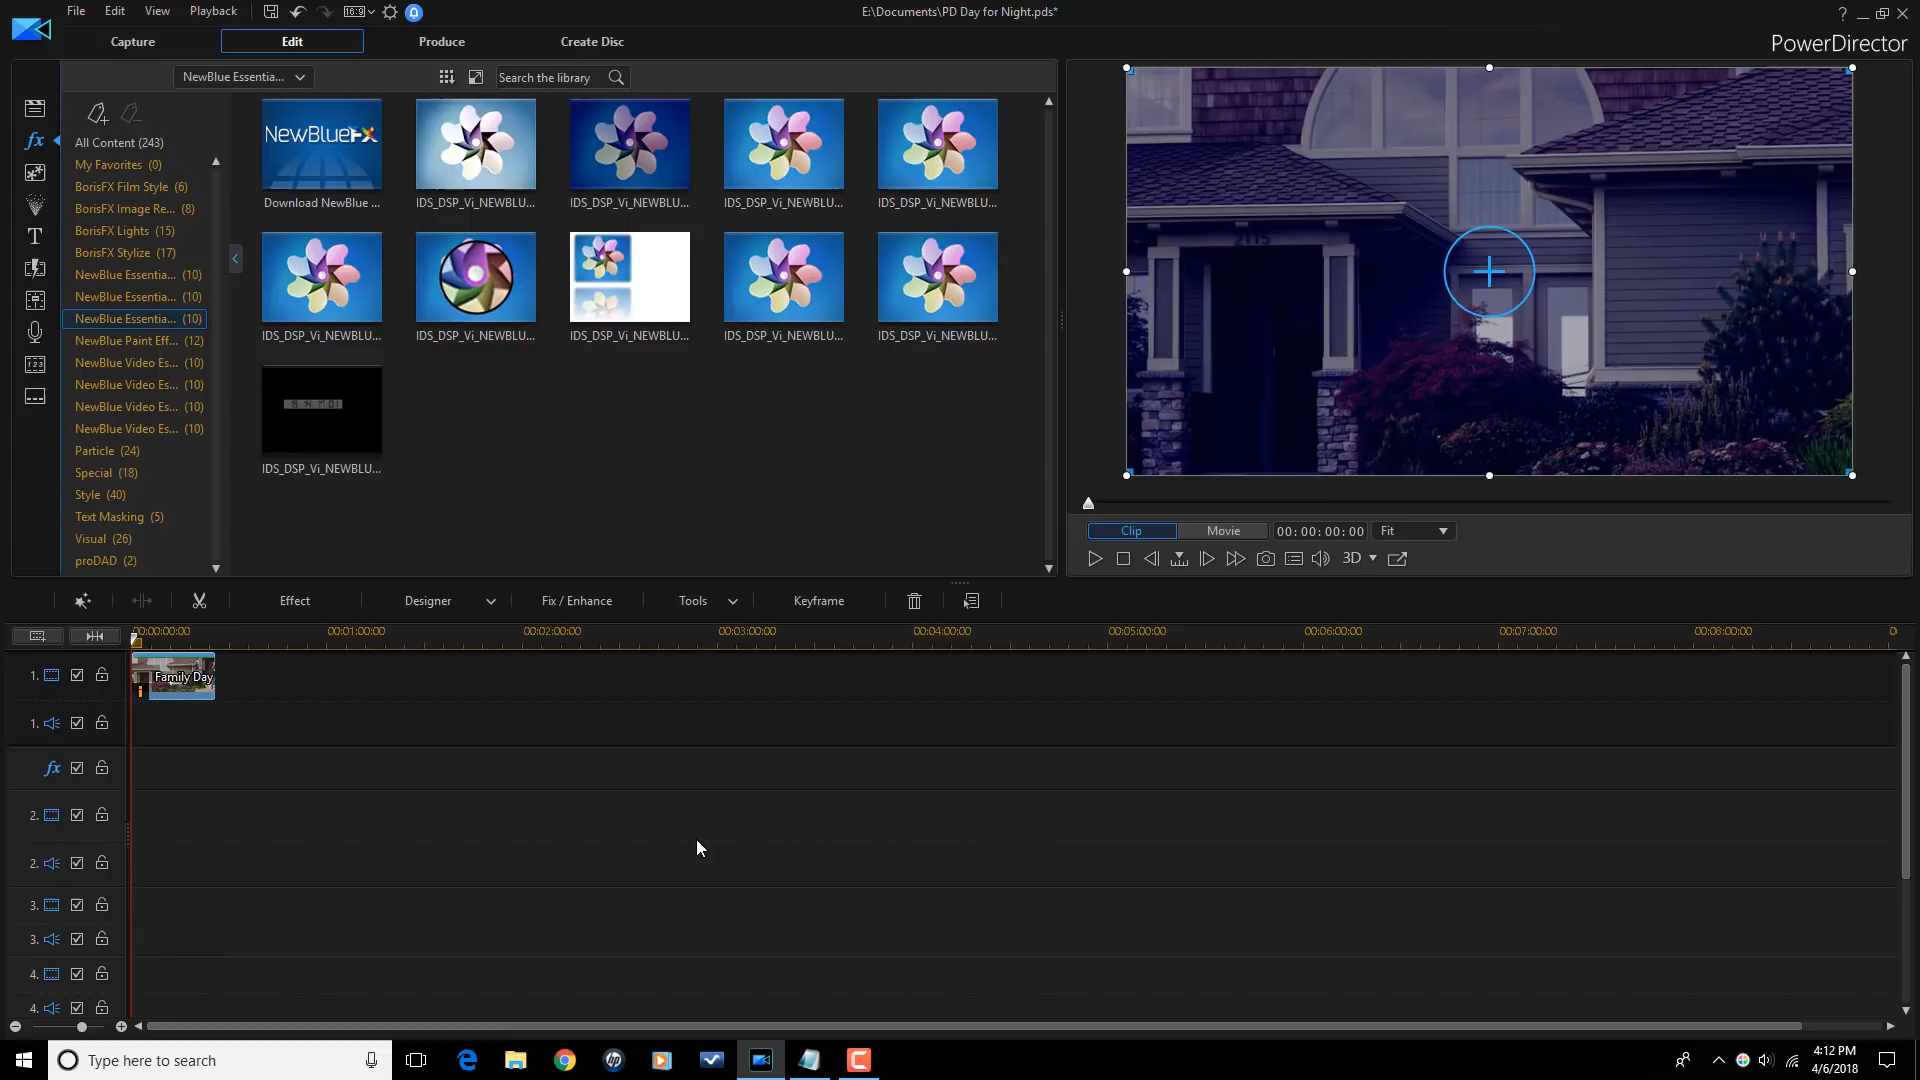 File Edit View Playback 16:9 E:\Documents\PD Day for Night.pds* ?
Capture Edit Produce Create Disc PowerDirector
NewBlue Essentia... Search the library
All Content (243)
My Favorites (0)
BorisFX Film Style (6)
BorisFX Image Re... (8)
BorisFX Lights (15)
BorisFX Stylize (17)
NewBlue Essentia... (10)
NewBlue Essentia... (10)
NewBlue Essentia... (10)
NewBlue Paint Eff... (12)
NewBlue Video Es... (10)
NewBlue Video Es... (10)
NewBlue Video Es... (10)
NewBlue Video Es... (10)
Particle (24)
Special (18)
Style (40)
Text Masking (5)
Visual (26)
proDAD (2)
fx
T
NewBlueFX
Download NewBlue ... IDS_DSP_Vi_NEWBLU... IDS_DSP_Vi_NEWBLU... IDS_DSP_Vi_NEWBLU... IDS_DSP_Vi_NEWBLU...
IDS_DSP_Vi_NEWBLU... IDS_DSP_Vi_NEWBLU... IDS_DSP_Vi_NEWBLU... IDS_DSP_Vi_NEWBLU... IDS_DSP_Vi_NEWBLU...
IDS_DSP_Vi_NEWBLU...
2115
Clip Movie 00:00:00:00 Fit
3D
Effect Designer Fix / Enhance Tools Keyframe
00:00:00:00 00:01:00:00 00:02:00:00 00:03:00:00 00:04:00:00 00:05:00:00 00:06:00:00 00:07:00:00 00:08:00:00
1. Family Day
1.
fx
2.
2.
3.
3.
4.
4.
Type here to search
4:12 PM
4/6/2018